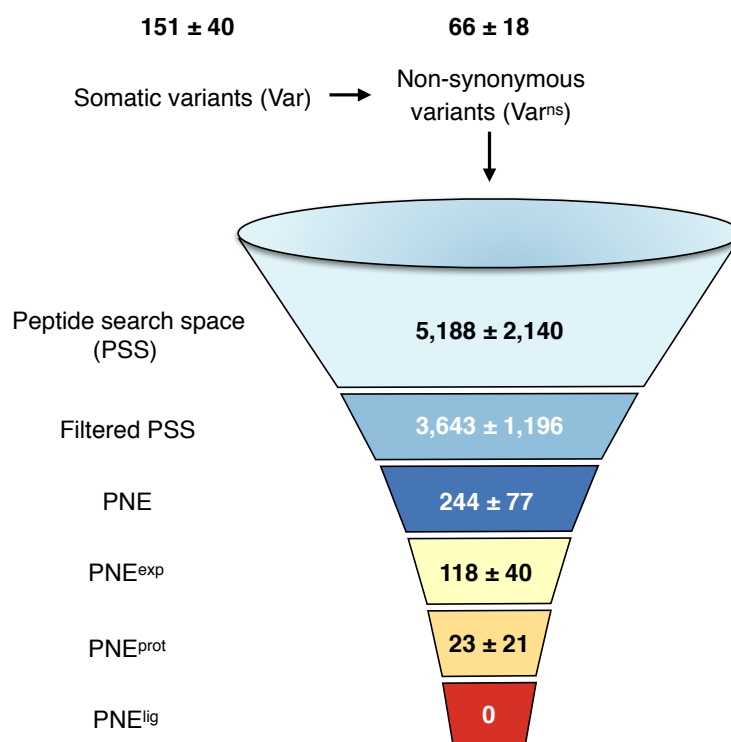 151 ± 40
66 ± 18
Somatic variants (Var)
Non-synonymous
variants (Varⁿˢ)
Peptide search space
(PSS)
5,188 ± 2,140
Filtered PSS
3,643 ± 1,196
PNE
244 ± 77
PNEᵉˣᵖ
118 ± 40
PNEᵖʳᵒᵗ
23 ± 21
PNEˡⁱᵍ
0